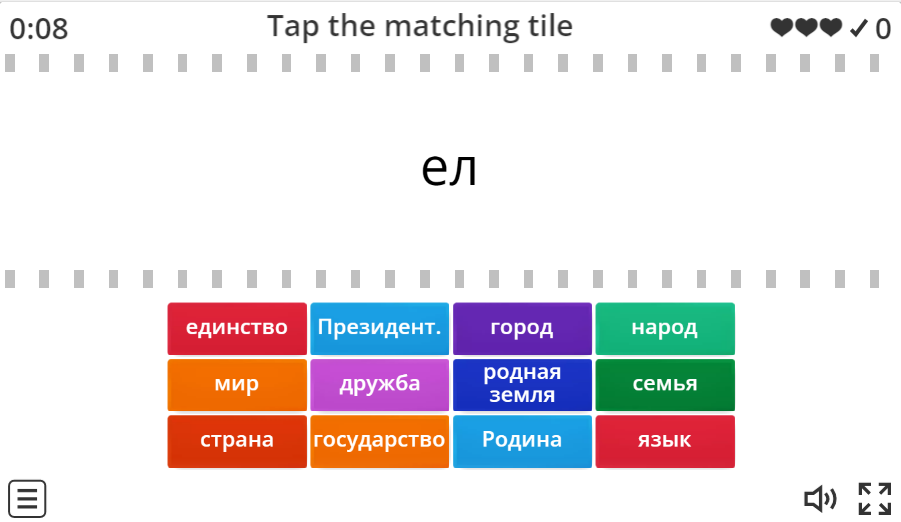 0:08 Tap the matching tile ✓ 0
ел
единство Президент. город народ
мир дружба родная земля семья
страна государство Родина язык